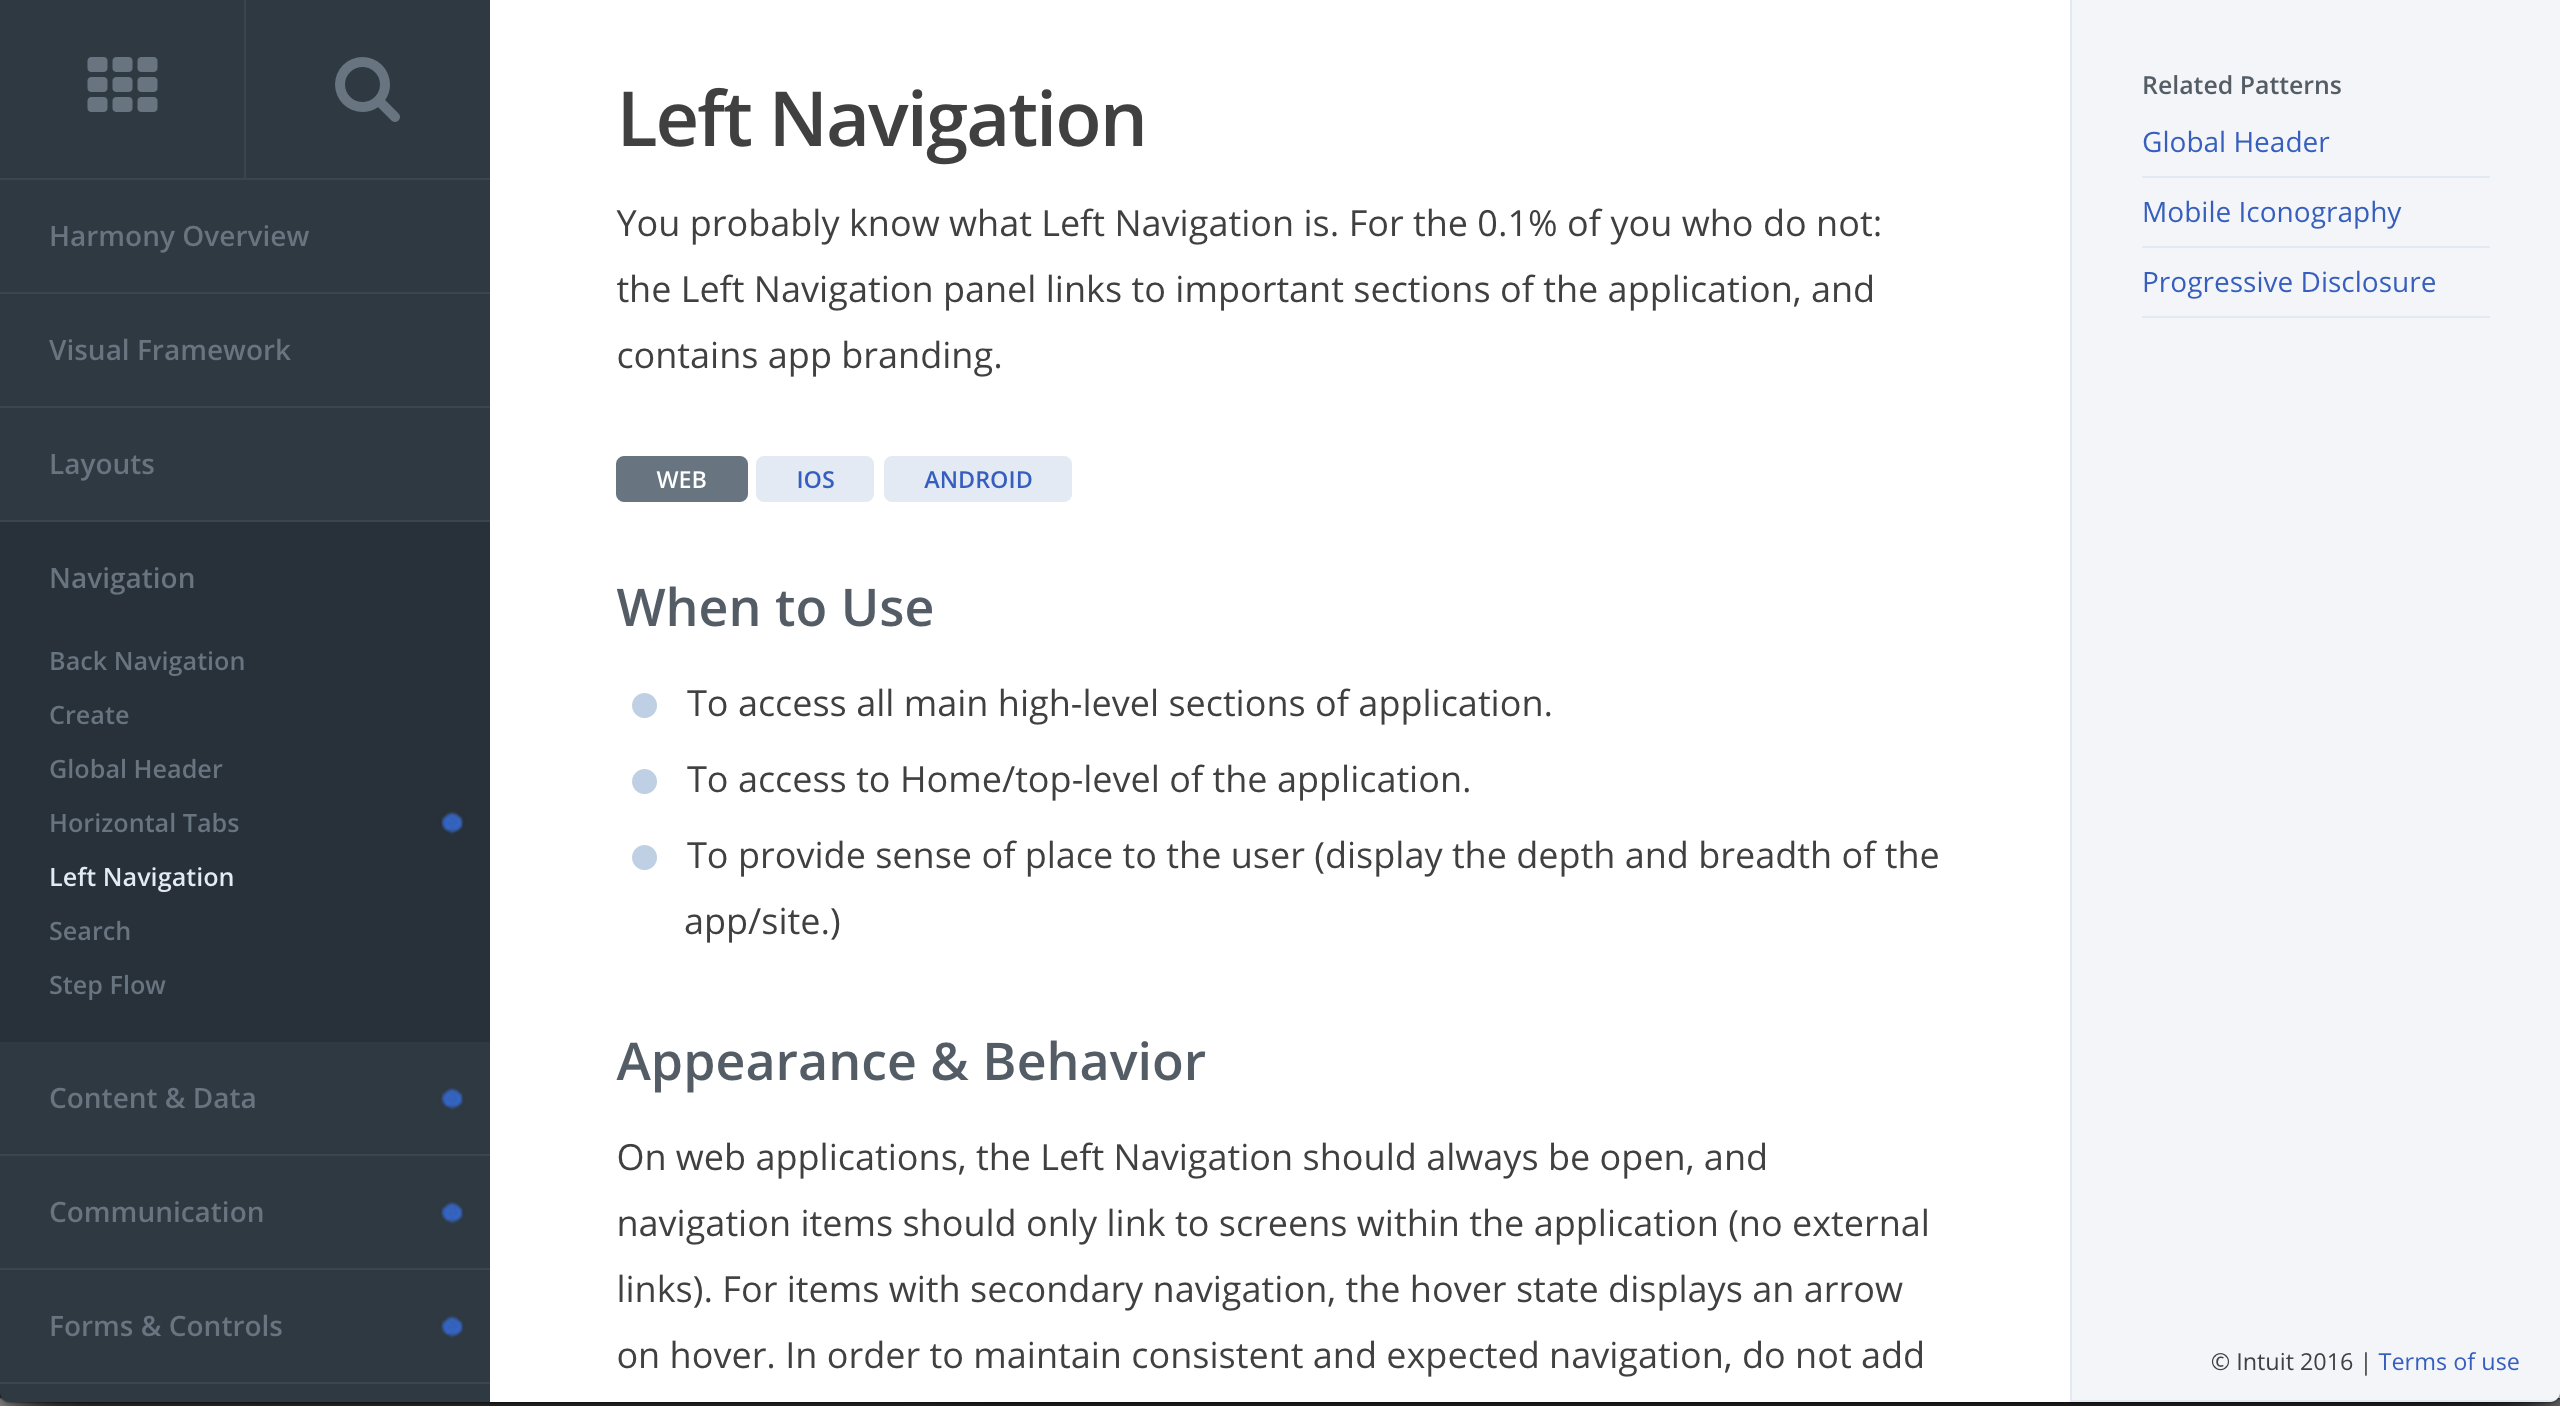 Harmony Overview
Visual Framework
Layouts
Navigation
Back Navigation
Create
Global Header
Horizontal Tabs
Left Navigation
Search
Step Flow
Content & Data
Communication
Forms & Controls
Left Navigation
You probably know what Left Navigation is. For the 0.1% of you who do not:
the Left Navigation panel links to important sections of the application, and
contains app branding.
WEB IOS ANDROID
When to Use
To access all main high-level sections of application.
To access to Home/top-level of the application.
To provide sense of place to the user (display the depth and breadth of the
app/site.)
Appearance & Behavior
On web applications, the Left Navigation should always be open, and
navigation items should only link to screens within the application (no external
links). For items with secondary navigation, the hover state displays an arrow
on hover. In order to maintain consistent and expected navigation, do not add
Related Patterns
Global Header
Mobile Iconography
Progressive Disclosure
© Intuit 2016 | Terms of use